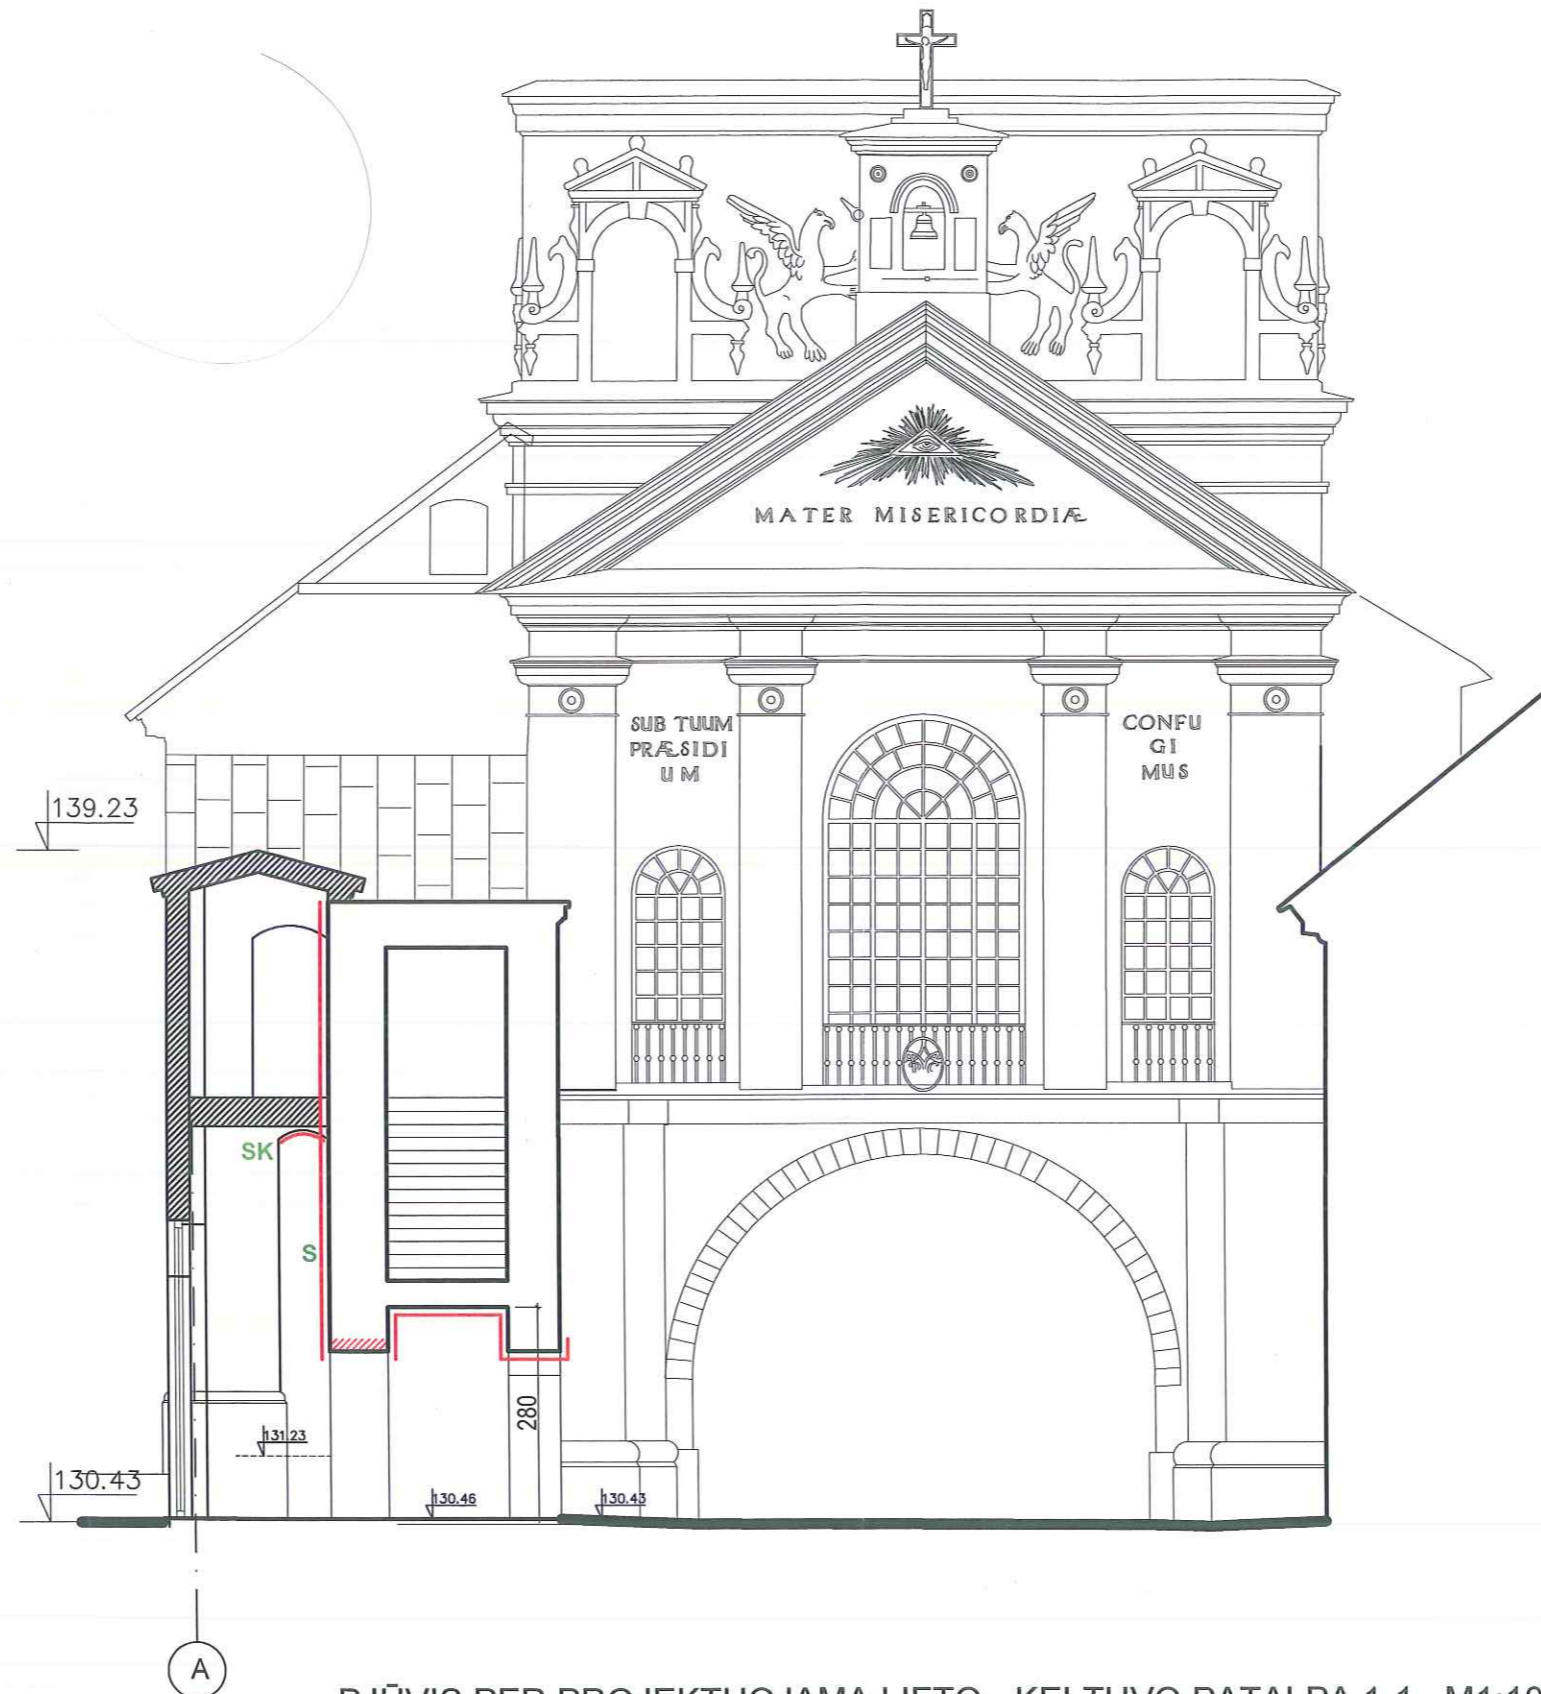 MATER MISERICORDIÆ
SUB TUUM
PRÆSIDI
UM
CONFU
GI
MUS
139.23
SK
S
280
131.23
130.43
130.46
130.43
A